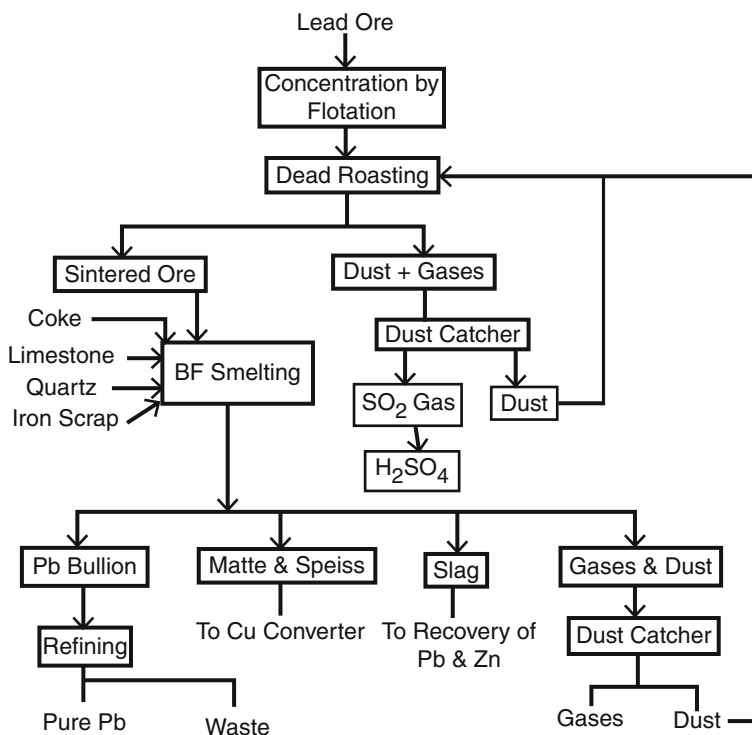 Lead Ore
Concentration by
Flotation
Dead Roasting
Sintered Ore
Dust + Gases
Coke
Limestone
Quartz
Iron Scrap
BF Smelting
Dust Catcher
SO₂ Gas
Dust
H₂SO₄
Pb Bullion
Matte & Speiss
Slag
Gases & Dust
To Cu Converter
To Recovery of
Pb & Zn
Refining
Dust Catcher
Pure Pb
Waste
Gases
Dust